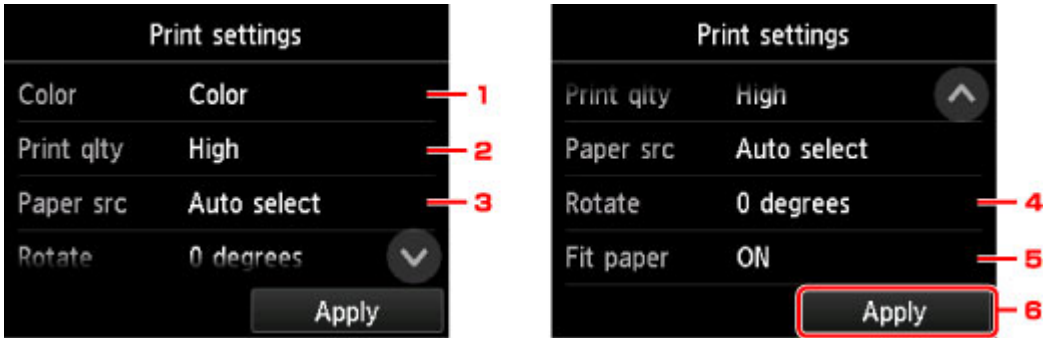 Print settings
Color Color 1
Print qlty High 2
Paper src Auto select 3
Rotate 0 degrees
Apply
Print settings
Print qlty High
Paper src Auto select
Rotate 0 degrees 4
Fit paper ON 5
Apply 6